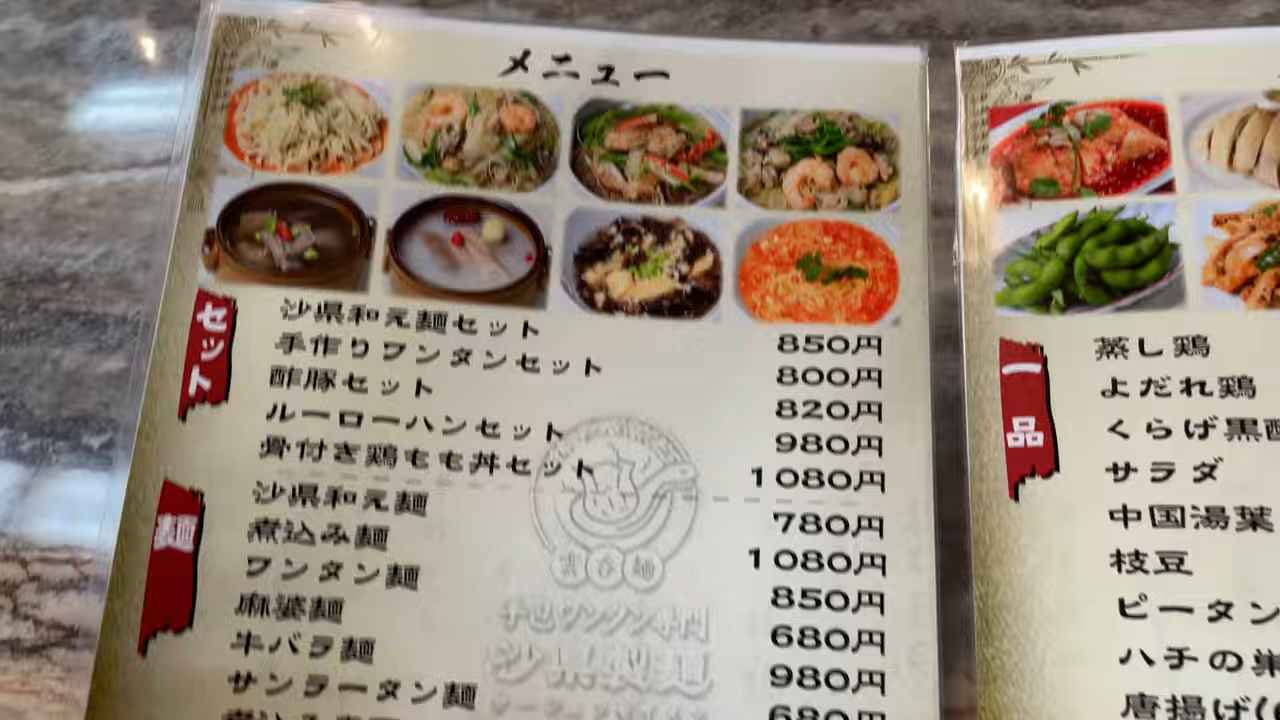 メニュー
セット
沙県和え麺セット 850円
手作りワンタンセット 800円
酢豚セット 820円
ルーローハンセット 980円
骨付き鶏もも丼セット 1080円
麺
沙県和え麺 780円
煮込み麺 1080円
ワンタン麺 850円
麻婆麺 680円
牛バラ麺 980円
サンラータン麺 680円
一品
蒸し鶏
よだれ鶏
くらげ黒酢
サラダ
中国湯葉
枝豆
ピータン
ハチの巣
唐揚げ(